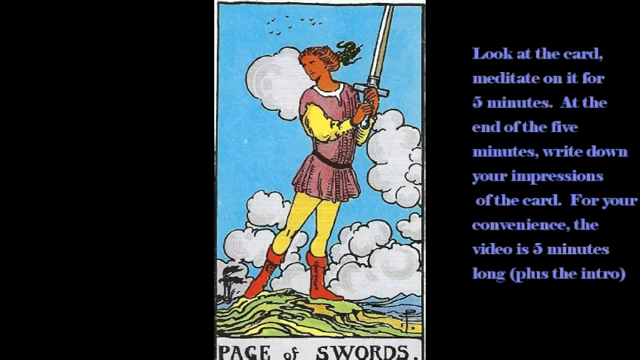 Look at the card,
meditate on it for
5 minutes. At the
end of the five
minutes, write down
your impressions
of the card. For your
convenience, the
video is 5 minutes
long (plus the intro)
PAGE of SWORDS.